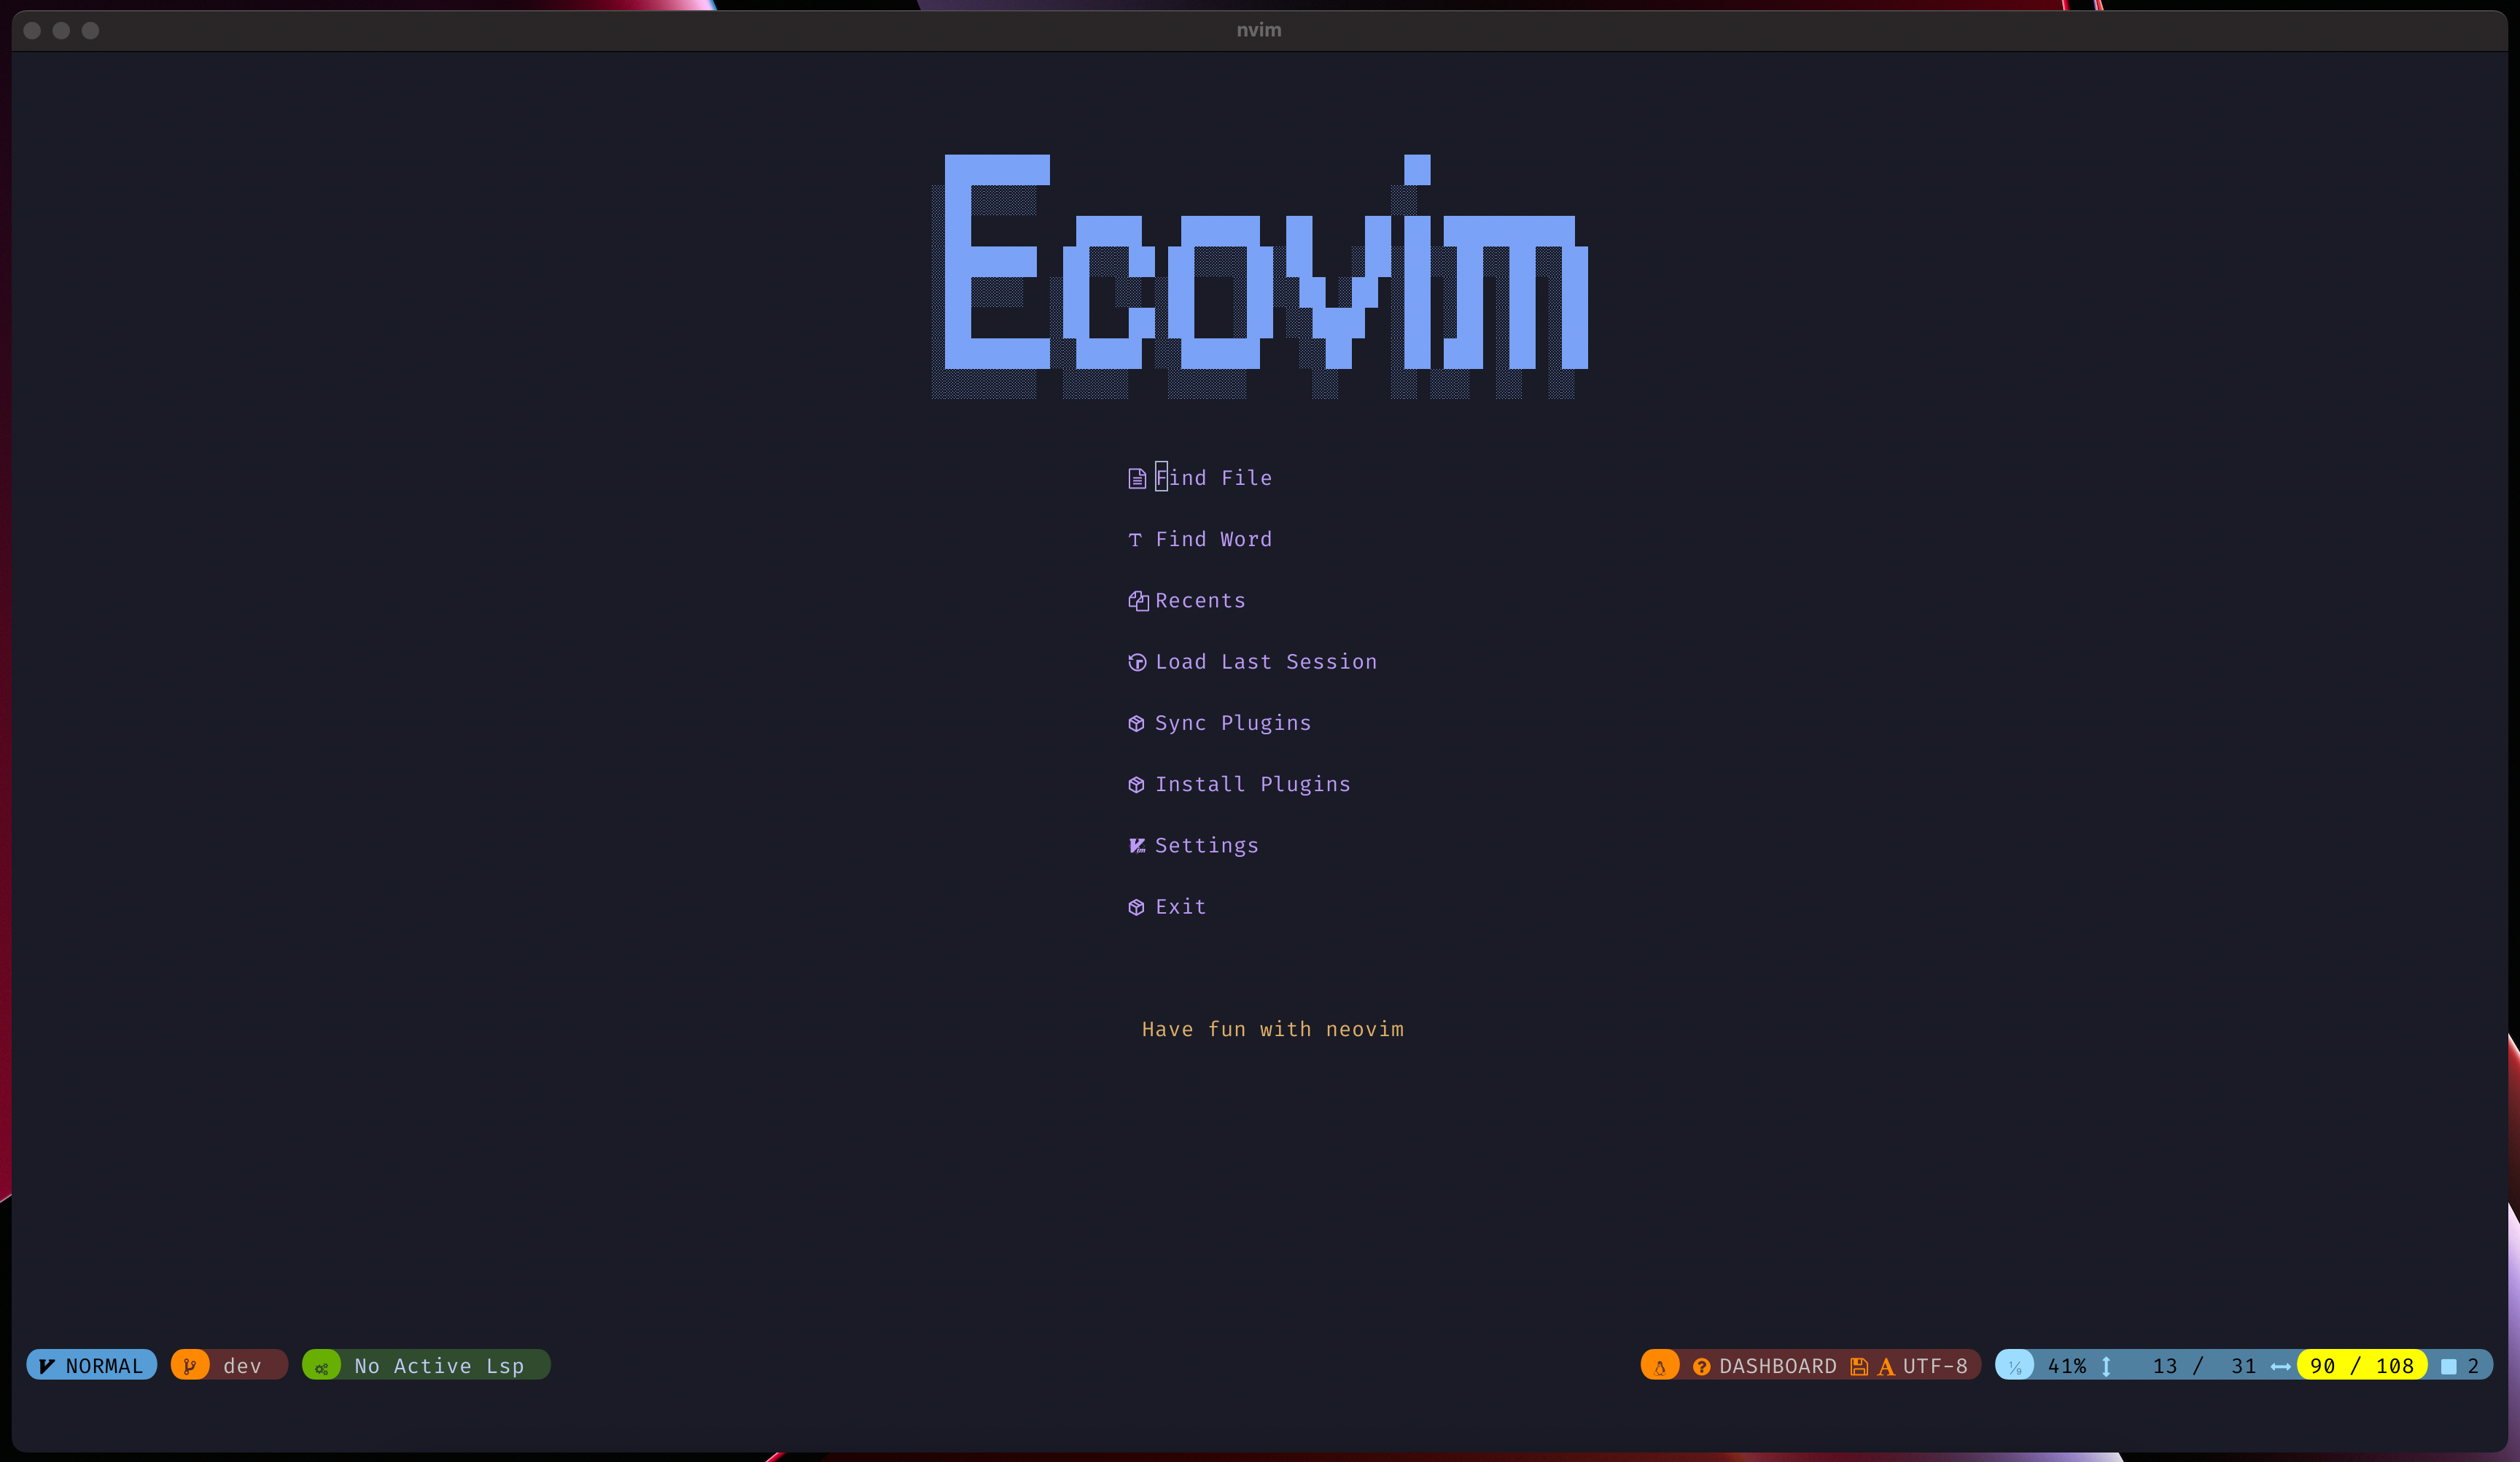 nvim
Ecovim
Find File
Find Word
Recents
Load Last Session
Sync Plugins
Install Plugins
Settings
Exit
Have fun with neovim
NORMAL dev No Active Lsp DASHBOARD UTF-8 41% 13 / 31 90 / 108 2